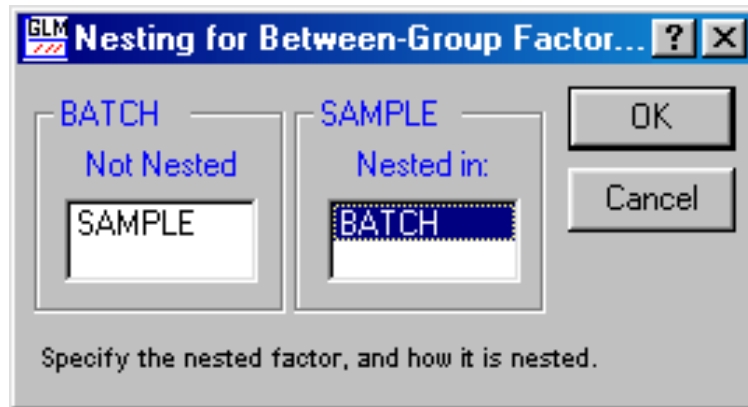 GLM
Nesting for Between-Group Factor... ? X
BATCH
Not Nested
SAMPLE
SAMPLE
Nested in:
BATCH
OK
Cancel
Specify the nested factor, and how it is nested.